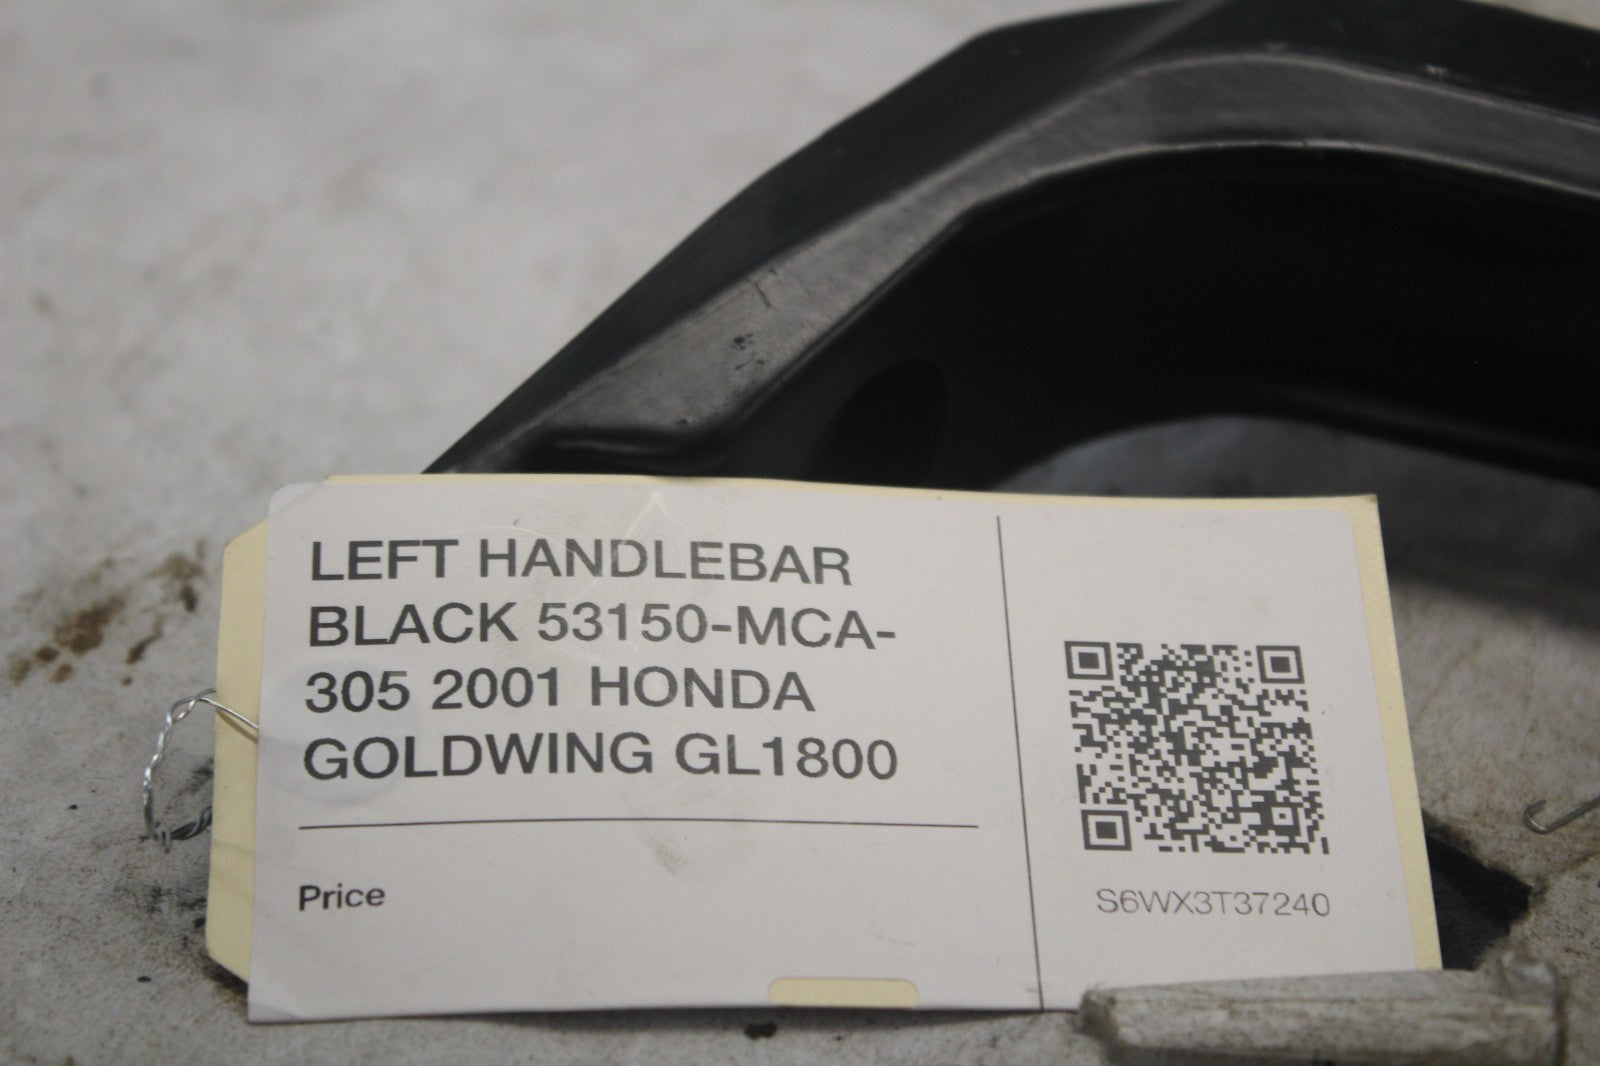 LEFT HANDLEBAR
BLACK 53150-MCA-
305 2001 HONDA
GOLDWING GL1800
Price
S6WX3T37240